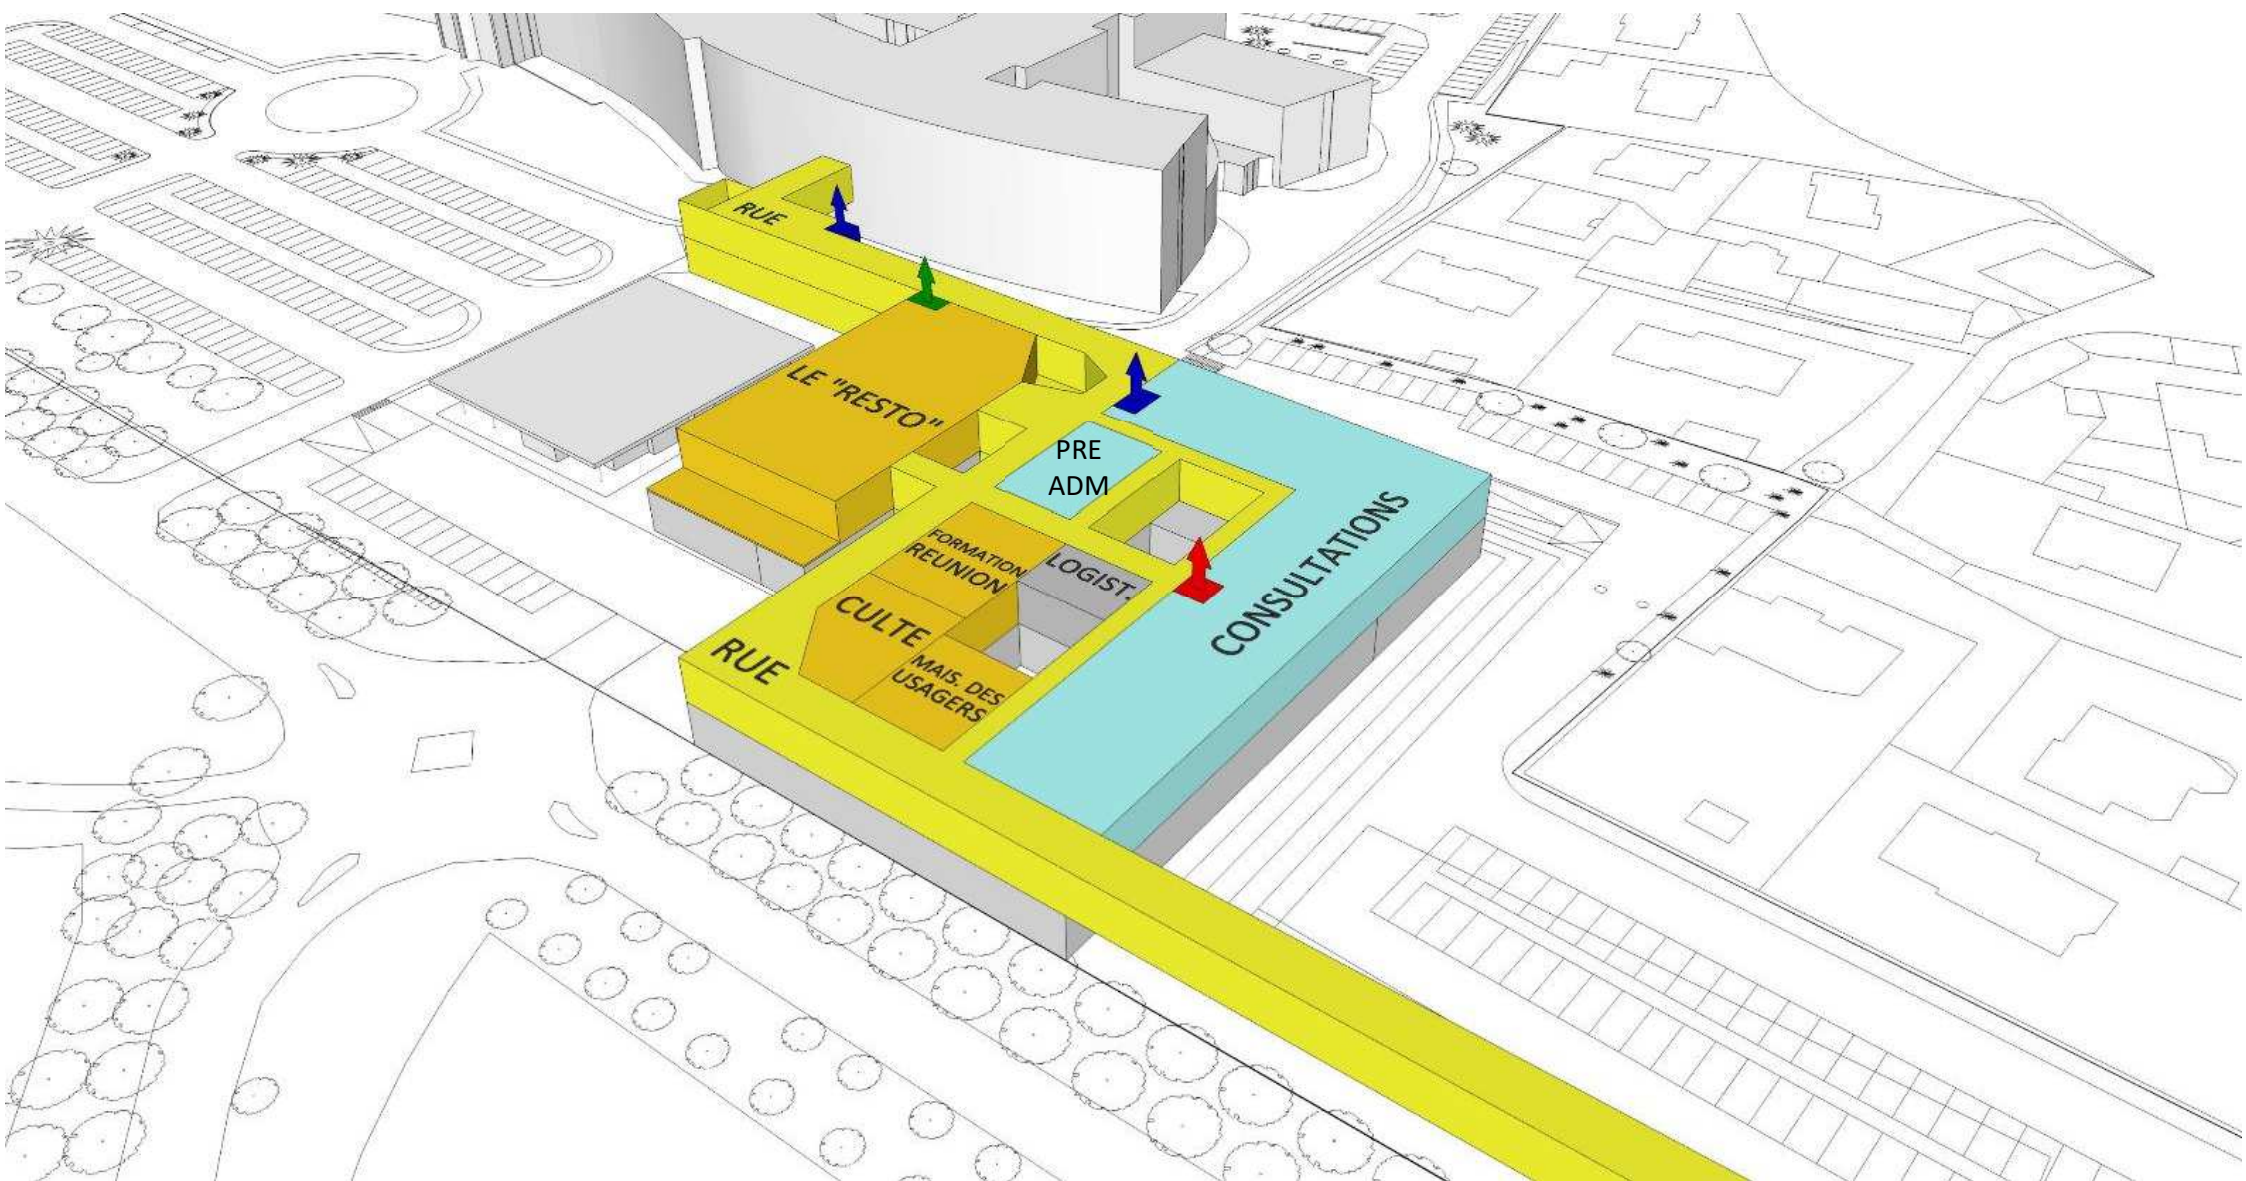 RUE
LE "RESTO"
PRE
ADM
FORMATION
REUNION
LOGIST.
CULTE
CONSULTATIONS
RUE
MAIS. DES
USAGERS